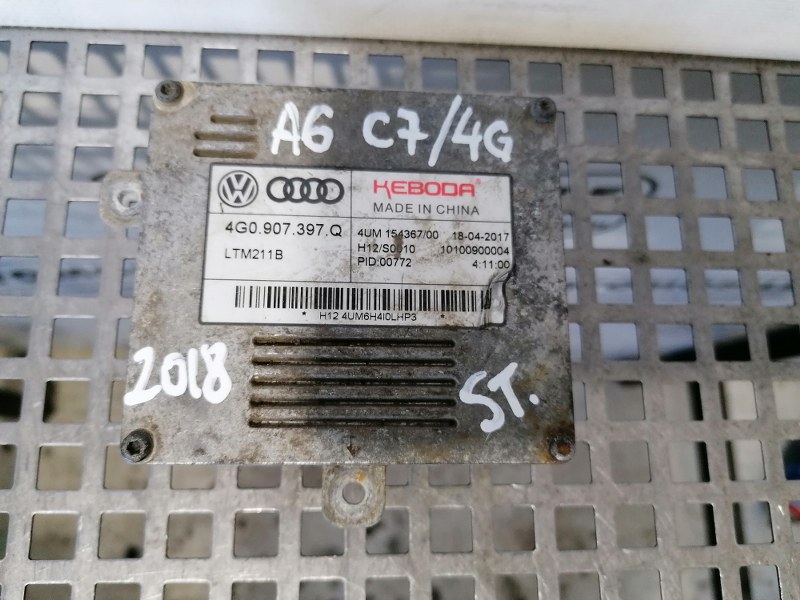 A6 C7/4G
KEBODA®
MADE IN CHINA
4G0.907.397.Q
LTM211B
4UM 154367/00 18-04-2017
H12/S0010 10100900004
PID:00772 4:11:00
* H12 4UM6H4I0LHP3 *
2018
ST.